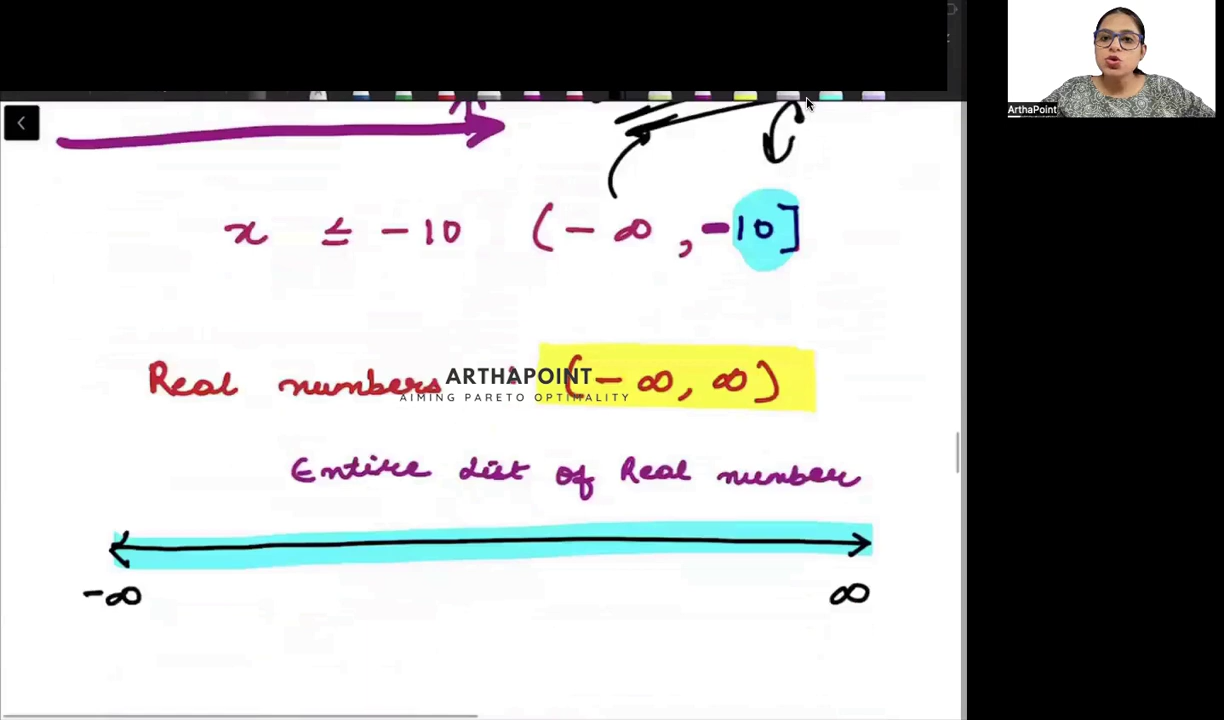 ArthaPoint
x ≤ -10 (-∞, -10]
Real numbers : (-∞, ∞)
ARTHAPOINT
AIMING PARETO OPTIMALITY
Entire list of Real number
-∞ ∞